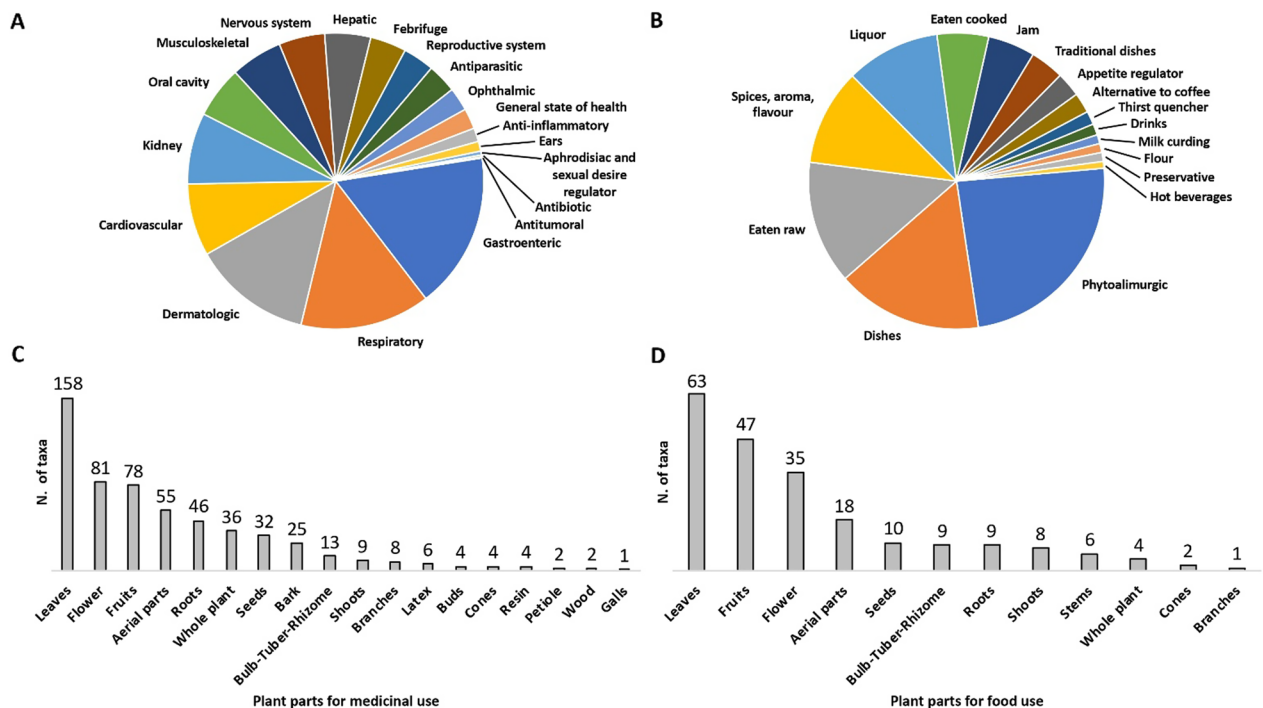 A
Nervous system
Hepatic
Febrifuge
Musculoskeletal
Reproductive system
Oral cavity
Antiparasitic
Ophthalmic
General state of health
Kidney
Anti-inflammatory
Ears
Aphrodisiac and
sexual desire
regulator
Cardiovascular
Antibiotic
Antitumoral
Gastroenteric
Dermatologic
Respiratory
B
Eaten cooked
Liquor
Jam
Traditional dishes
Appetite regulator
Spices, aroma,
flavour
Alternative to coffee
Thirst quencher
Drinks
Milk curding
Flour
Preservative
Hot beverages
Eaten raw
Phytoalimurgic
Dishes
C
N. of taxa
158
81
78
55
46
36
32
25
13
9
8
6
4
4
4
2
2
1
Leaves
Flower
Fruits
Aerial parts
Roots
Whole plant
Seeds
Bark
Bulb-Tuber-Rhizome
Shoots
Branches
Latex
Buds
Cones
Resin
Petiole
Wood
Galls
Plant parts for medicinal use
D
N. of taxa
63
47
35
18
10
9
9
8
6
4
2
1
Leaves
Fruits
Flower
Aerial parts
Seeds
Bulb-Tuber-Rhizome
Roots
Shoots
Stems
Whole plant
Cones
Branches
Plant parts for food use